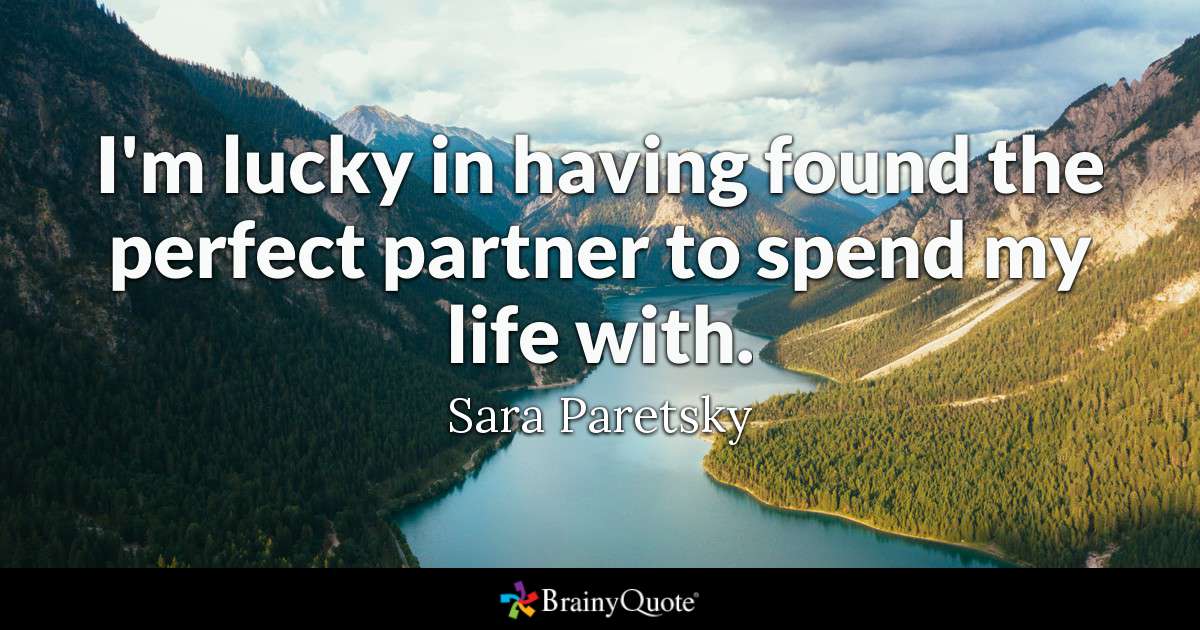 I'm lucky in having found the
perfect partner to spend my
life with.
Sara Paretsky
BrainyQuote®